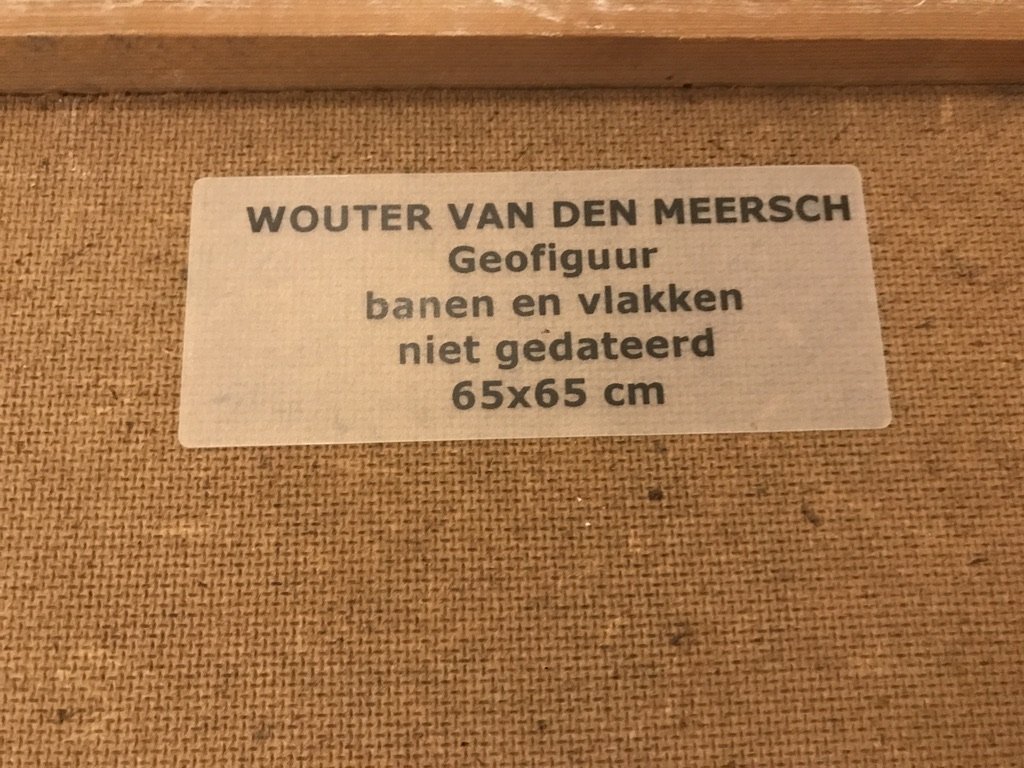 WOUTER VAN DEN MEERSCH
Geofiguur
banen en vlakken
niet gedateerd
65x65 cm